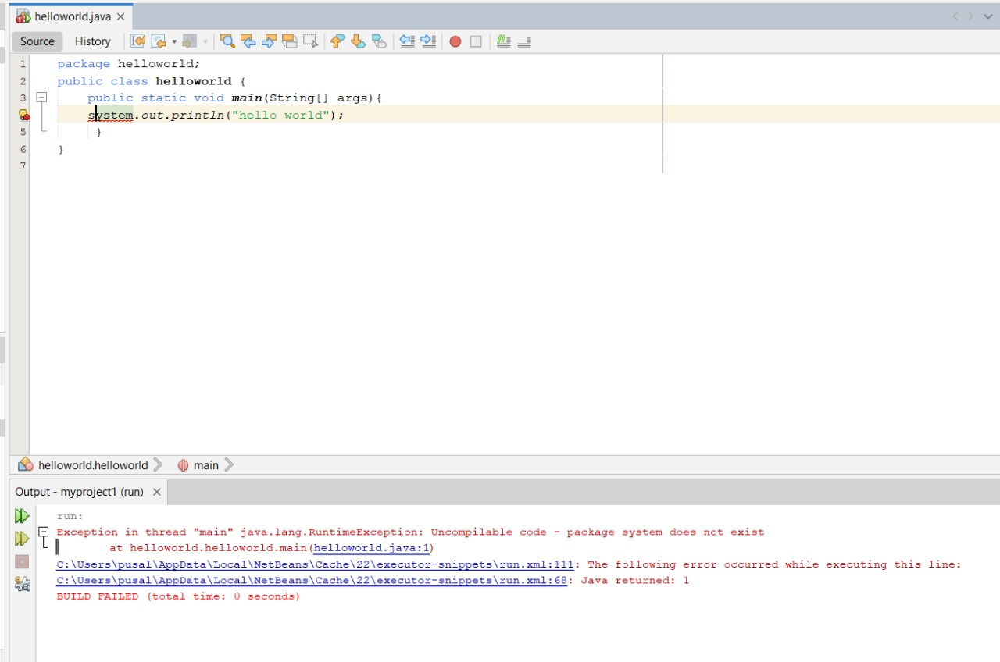 helloworld.java
Source History
1 package helloworld;
2 public class helloworld {
3 public static void main(String[] args){
system.out.println("hello world");
5 }
6 }
7
helloworld.helloworld main
Output - myproject1 (run)
run:
Exception in thread "main" java.lang.RuntimeException: Uncompilable code - package system does not exist
at helloworld.helloworld.main(helloworld.java:1)
C:\Users\pusal\AppData\Local\NetBeans\Cache\22\executor-snippets\run.xml:111: The following error occurred while executing this line:
C:\Users\pusal\AppData\Local\NetBeans\Cache\22\executor-snippets\run.xml:68: Java returned: 1
BUILD FAILED (total time: 0 seconds)